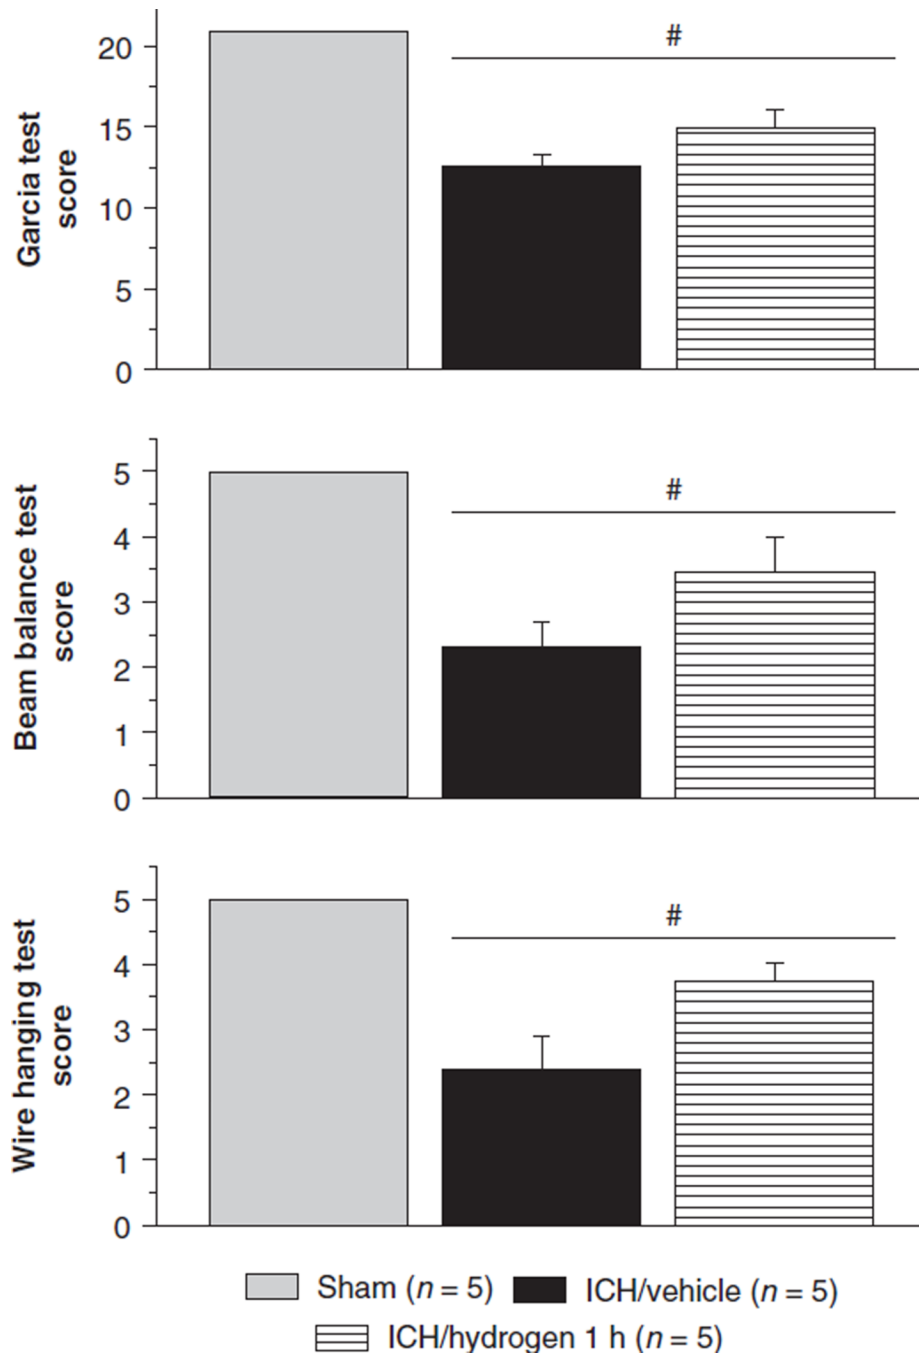 #
20
15
10
5
0
Garcia test
score
#
5
4
3
2
1
0
Beam balance test
score
#
5
4
3
2
1
0
Wire hanging test
score
Sham (n = 5) ICH/vehicle (n = 5)
ICH/hydrogen 1 h (n = 5)